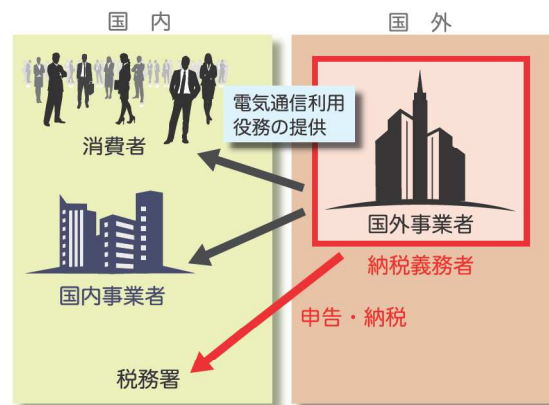 国内
国外
電気通信利用
役務の提供
消費者
国外事業者
納税義務者
国内事業者
申告・納税
税務署